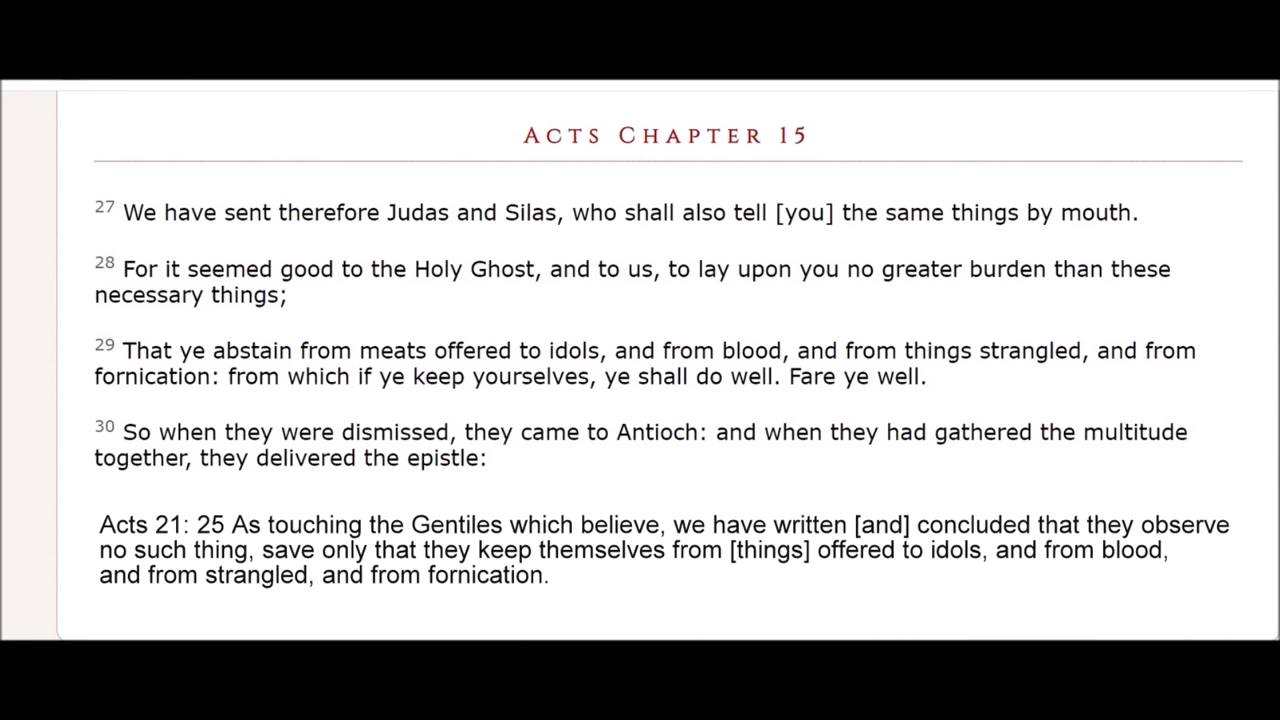 Acts Chapter 15
27 We have sent therefore Judas and Silas, who shall also tell [you] the same things by mouth.
28 For it seemed good to the Holy Ghost, and to us, to lay upon you no greater burden than these
necessary things;
29 That ye abstain from meats offered to idols, and from blood, and from things strangled, and from
fornication: from which if ye keep yourselves, ye shall do well. Fare ye well.
30 So when they were dismissed, they came to Antioch: and when they had gathered the multitude
together, they delivered the epistle:
Acts 21: 25 As touching the Gentiles which believe, we have written [and] concluded that they observe
no such thing, save only that they keep themselves from [things] offered to idols, and from blood,
and from strangled, and from fornication.